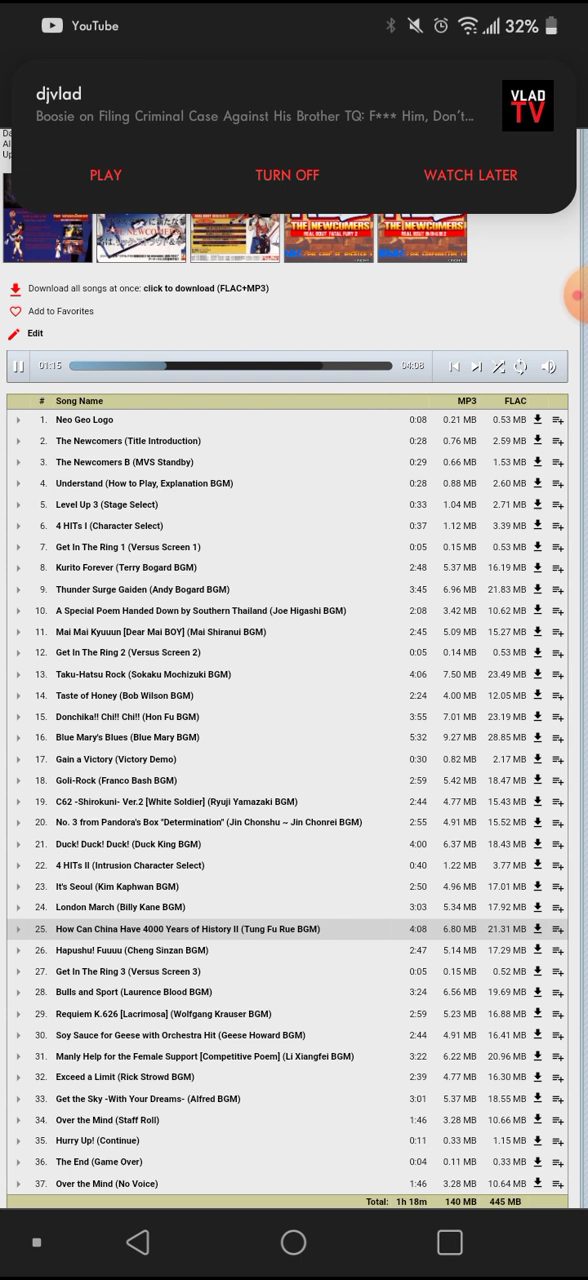 YouTube
32%
djvlad
Boosie on Filing Criminal Case Against His Brother TQ: F*** Him, Don't...
VLAD
TV
PLAY TURN OFF WATCH LATER
Da
Al
Up
THE NEWCOMERS
REAL BOUT FATAL FURY 2
THE NEWCOMERS
Download all songs at once: click to download (FLAC+MP3)
Add to Favorites
Edit
01:15 04:08
# Song Name MP3 FLAC
1. Neo Geo Logo 0:08 0.21 MB 0.53 MB
2. The Newcomers (Title Introduction) 0:28 0.76 MB 2.59 MB
3. The Newcomers B (MVS Standby) 0:29 0.66 MB 1.53 MB
4. Understand (How to Play, Explanation BGM) 0:28 0.88 MB 2.60 MB
5. Level Up 3 (Stage Select) 0:33 1.04 MB 2.71 MB
6. 4 HITs I (Character Select) 0:37 1.12 MB 3.39 MB
7. Get In The Ring 1 (Versus Screen 1) 0:05 0.15 MB 0.53 MB
8. Kurito Forever (Terry Bogard BGM) 2:48 5.37 MB 16.19 MB
9. Thunder Surge Gaiden (Andy Bogard BGM) 3:45 6.96 MB 21.83 MB
10. A Special Poem Handed Down by Southern Thailand (Joe Higashi BGM) 2:08 3.42 MB 10.62 MB
11. Mai Mai Kyuuun [Dear Mai BOY] (Mai Shiranui BGM) 2:45 5.09 MB 15.27 MB
12. Get In The Ring 2 (Versus Screen 2) 0:05 0.14 MB 0.53 MB
13. Taku-Hatsu Rock (Sokaku Mochizuki BGM) 4:06 7.50 MB 23.49 MB
14. Taste of Honey (Bob Wilson BGM) 2:24 4.00 MB 12.05 MB
15. Donchika!! Chi!! Chi!! (Hon Fu BGM) 3:55 7.01 MB 23.19 MB
16. Blue Mary's Blues (Blue Mary BGM) 5:32 9.27 MB 28.85 MB
17. Gain a Victory (Victory Demo) 0:30 0.82 MB 2.17 MB
18. Goli-Rock (Franco Bash BGM) 2:59 5.42 MB 18.47 MB
19. C62 -Shirokuni- Ver.2 [White Soldier] (Ryuji Yamazaki BGM) 2:44 4.77 MB 15.43 MB
20. No. 3 from Pandora's Box "Determination" (Jin Chonshu ~ Jin Chonrei BGM) 2:55 4.91 MB 15.52 MB
21. Duck! Duck! Duck! (Duck King BGM) 4:00 6.37 MB 18.43 MB
22. 4 HITs II (Intrusion Character Select) 0:40 1.22 MB 3.77 MB
23. It's Seoul (Kim Kaphwan BGM) 2:50 4.96 MB 17.01 MB
24. London March (Billy Kane BGM) 3:03 5.34 MB 17.92 MB
25. How Can China Have 4000 Years of History II (Tung Fu Rue BGM) 4:08 6.80 MB 21.31 MB
26. Hapushu! Fuuuu (Cheng Sinzan BGM) 2:47 5.14 MB 17.29 MB
27. Get In The Ring 3 (Versus Screen 3) 0:05 0.15 MB 0.52 MB
28. Bulls and Sport (Laurence Blood BGM) 3:24 6.56 MB 19.69 MB
29. Requiem K.626 [Lacrimosa] (Wolfgang Krauser BGM) 2:59 5.23 MB 16.88 MB
30. Soy Sauce for Geese with Orchestra Hit (Geese Howard BGM) 2:44 4.91 MB 16.41 MB
31. Manly Help for the Female Support [Competitive Poem] (Li Xiangfei BGM) 3:22 6.22 MB 20.96 MB
32. Exceed a Limit (Rick Strowd BGM) 2:39 4.77 MB 16.30 MB
33. Get the Sky -With Your Dreams- (Alfred BGM) 3:01 5.37 MB 18.55 MB
34. Over the Mind (Staff Roll) 1:46 3.28 MB 10.66 MB
35. Hurry Up! (Continue) 0:11 0.33 MB 1.15 MB
36. The End (Game Over) 0:04 0.11 MB 0.33 MB
37. Over the Mind (No Voice) 1:46 3.28 MB 10.64 MB
Total: 1h 18m 140 MB 445 MB